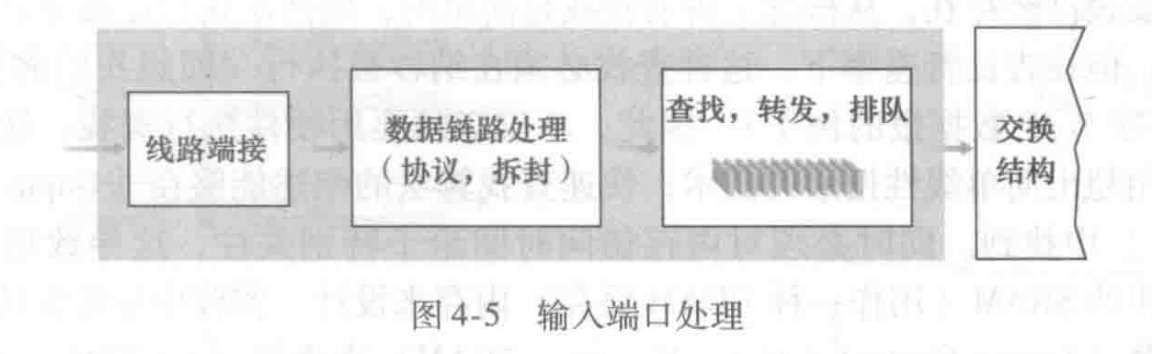 线路端接
数据链路处理
（协议，拆封）
查找，转发，排队
交换
结构
图 4-5 输入端口处理